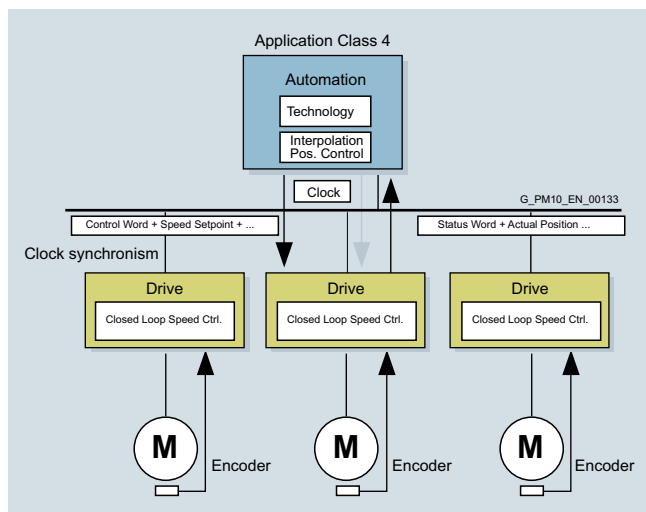 Application Class 4
Automation
Technology
Interpolation
Pos. Control
Clock
G_PM10_EN_00133
Control Word + Speed Setpoint + ...
Status Word + Actual Position ...
Clock synchronism
Drive
Drive
Drive
Closed Loop Speed Ctrl.
Closed Loop Speed Ctrl.
Closed Loop Speed Ctrl.
M
M
M
Encoder
Encoder
Encoder